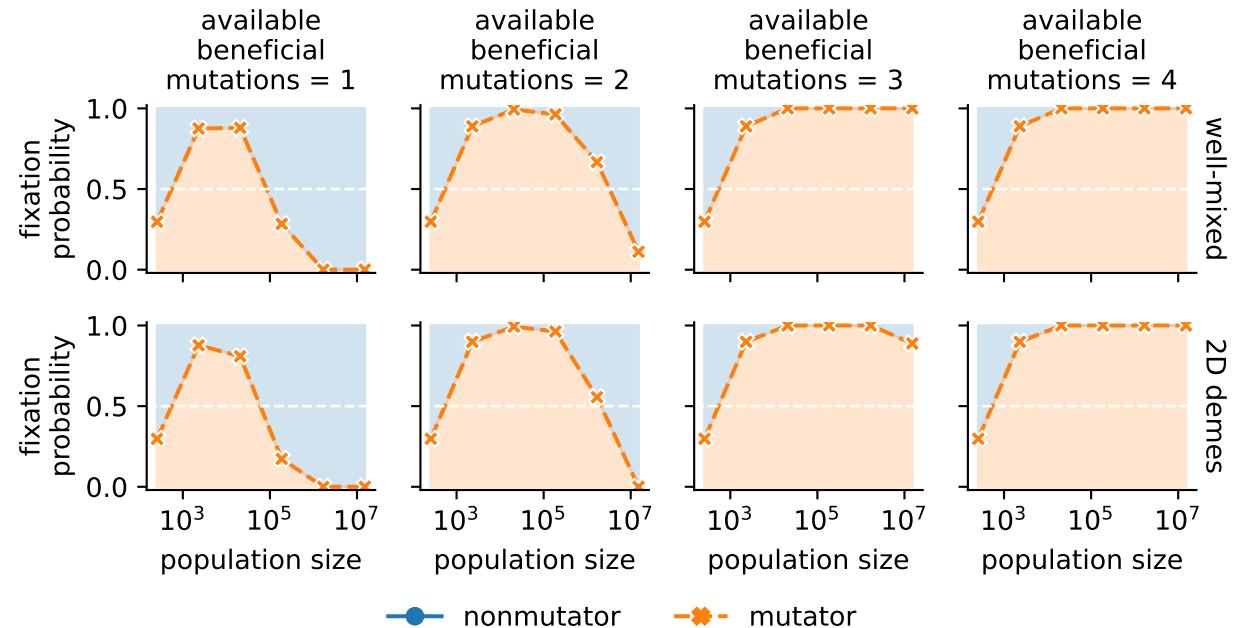 available
beneficial
mutations = 1
available
beneficial
mutations = 2
available
beneficial
mutations = 3
available
beneficial
mutations = 4
fixation
probability
1.0
0.5
0.0
well-mixed
fixation
probability
1.0
0.5
0.0
2D demes
10³ 10⁵ 10⁷
10³ 10⁵ 10⁷
10³ 10⁵ 10⁷
10³ 10⁵ 10⁷
population size
population size
population size
population size
nonmutator mutator